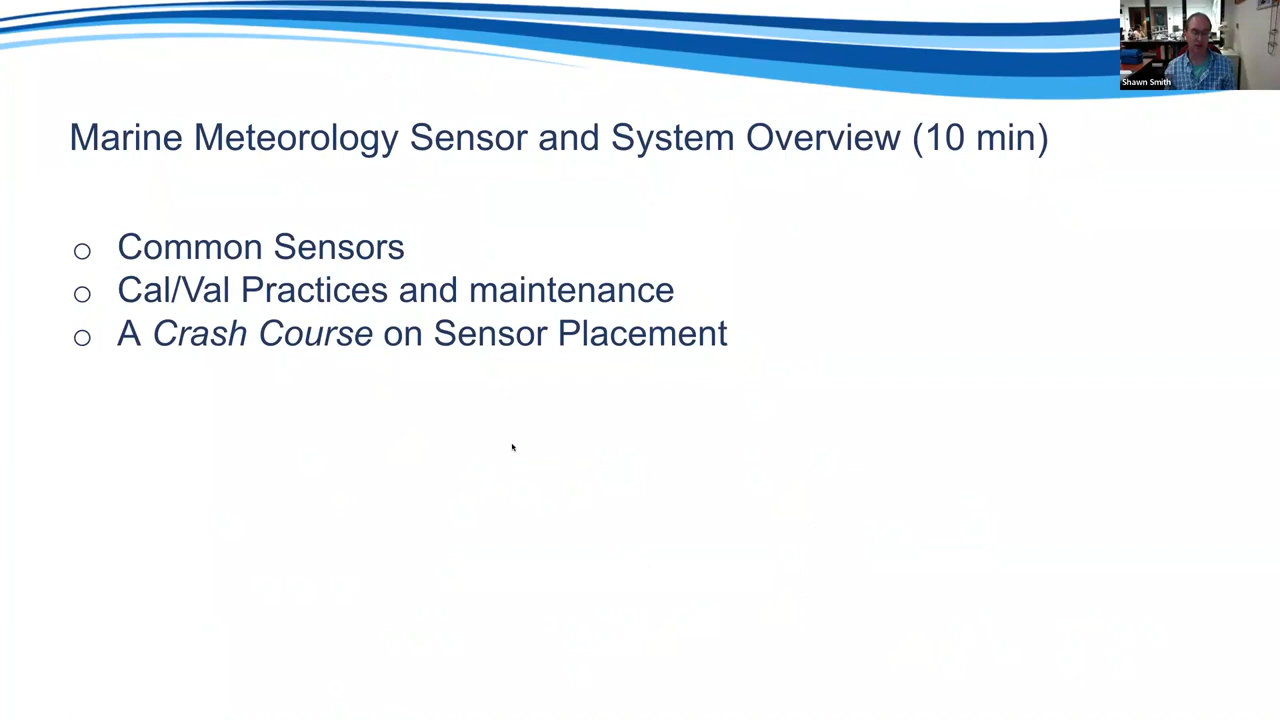 Shawn Smith
Marine Meteorology Sensor and System Overview (10 min)
o Common Sensors
o Cal/Val Practices and maintenance
o A Crash Course on Sensor Placement